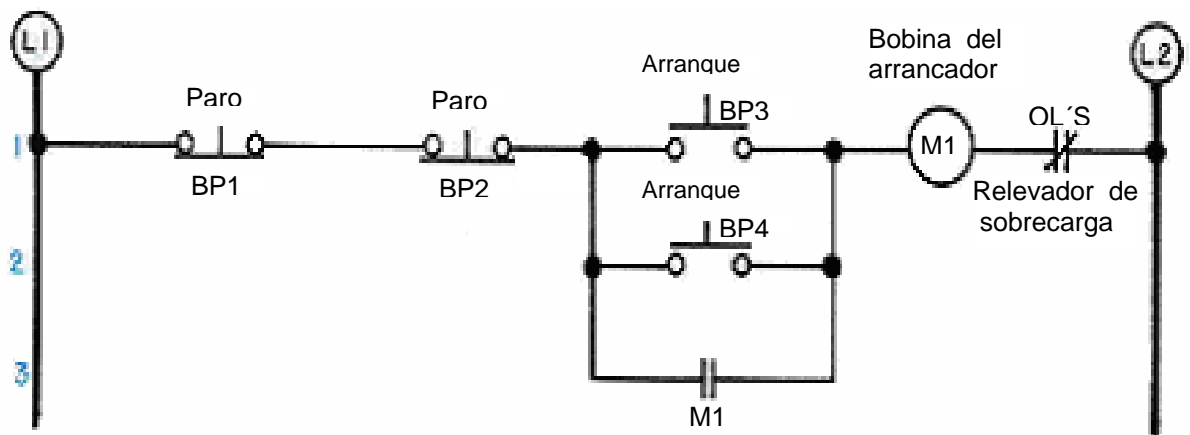 L1
L2
Bobina del
arrancador
Arranque
Paro
Paro
BP3
OL´S
1
M1
BP1
BP2
Arranque
Relevador de
sobrecarga
BP4
2
3
M1